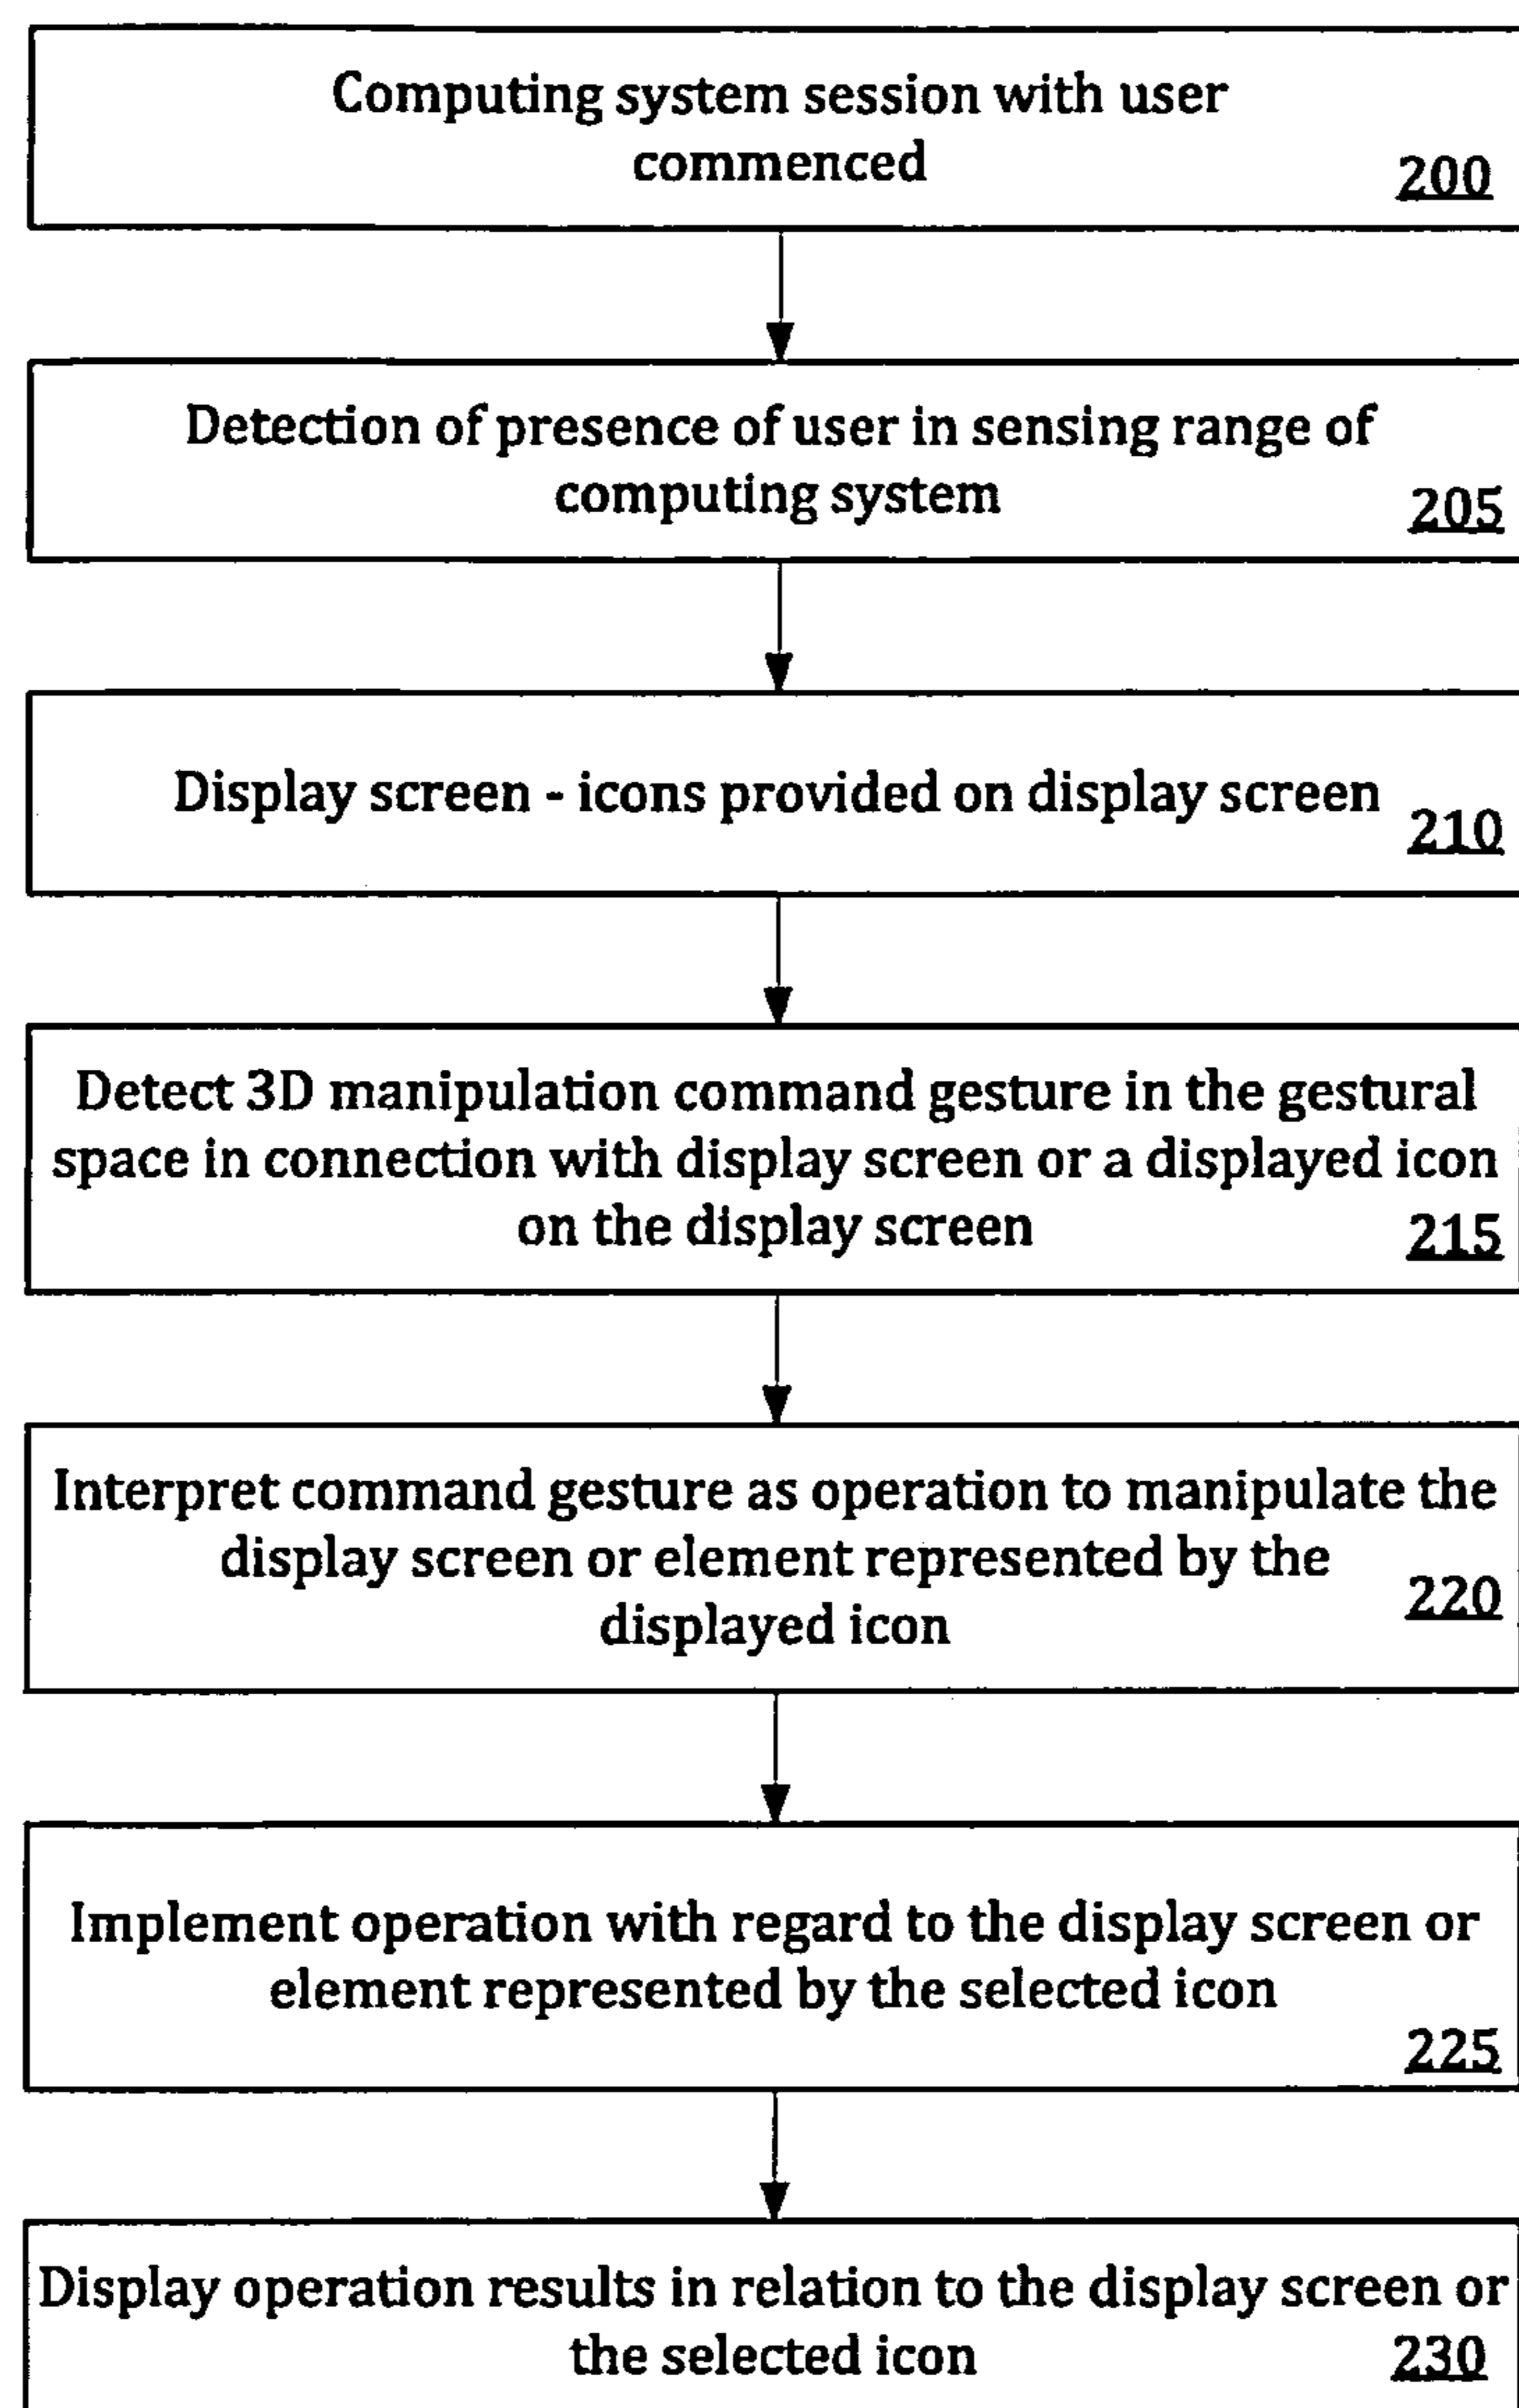 Computing system session with user
commenced
200
Detection of presence of user in sensing range of
computing system
205
Display screen - icons provided on display screen
210
Detect 3D manipulation command gesture in the gestural
space in connection with display screen or a displayed icon
on the display screen
215
Interpret command gesture as operation to manipulate the
display screen or element represented by the
displayed icon
220
Implement operation with regard to the display screen or
element represented by the selected icon
225
Display operation results in relation to the display screen or
the selected icon
230